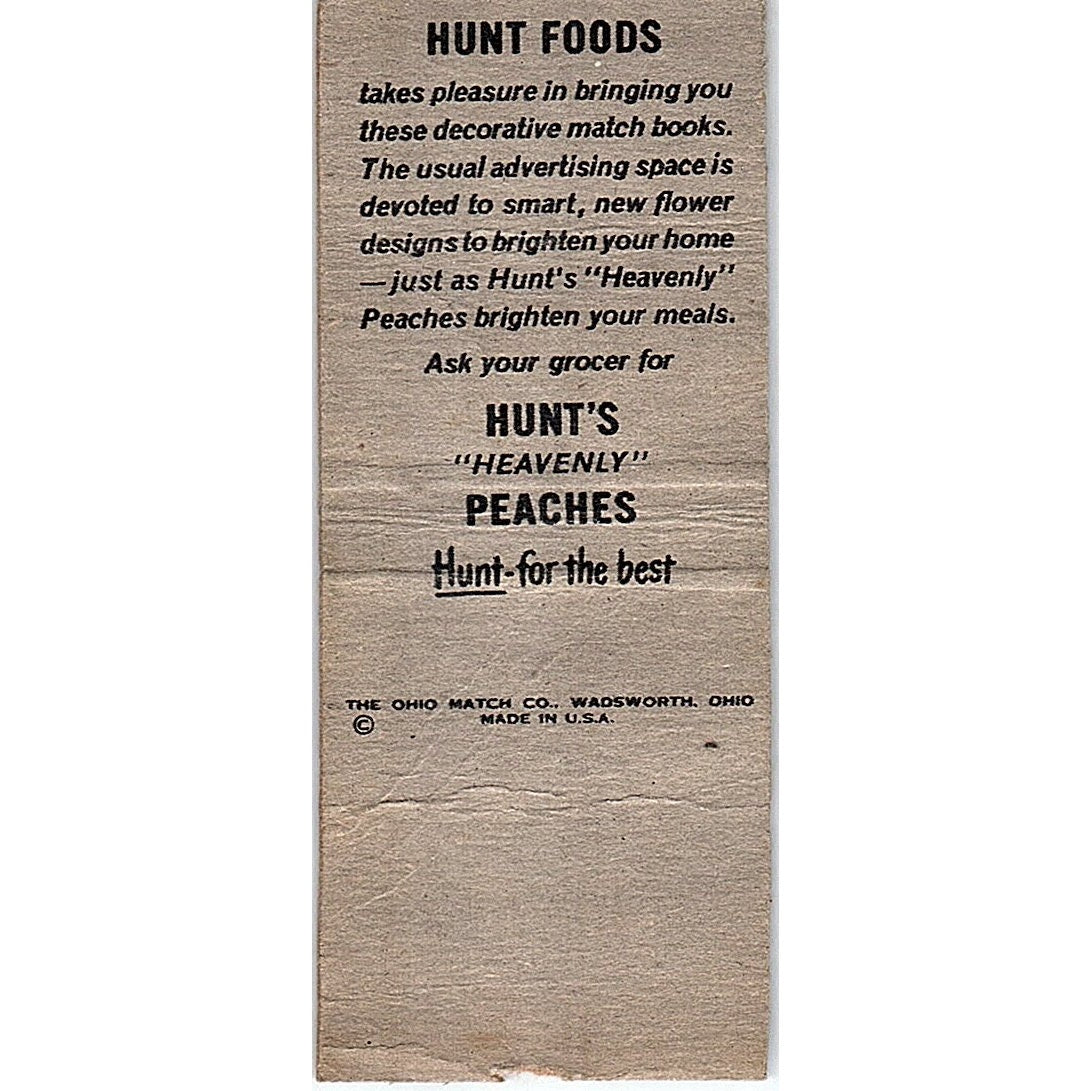 HUNT FOODS
takes pleasure in bringing you
these decorative match books.
The usual advertising space is
devoted to smart, new flower
designs to brighten your home
—just as Hunt's "Heavenly"
Peaches brighten your meals.
Ask your grocer for
HUNT'S
"HEAVENLY"
PEACHES
Hunt-for the best
THE OHIO MATCH CO., WADSWORTH, OHIO
© MADE IN U.S.A.